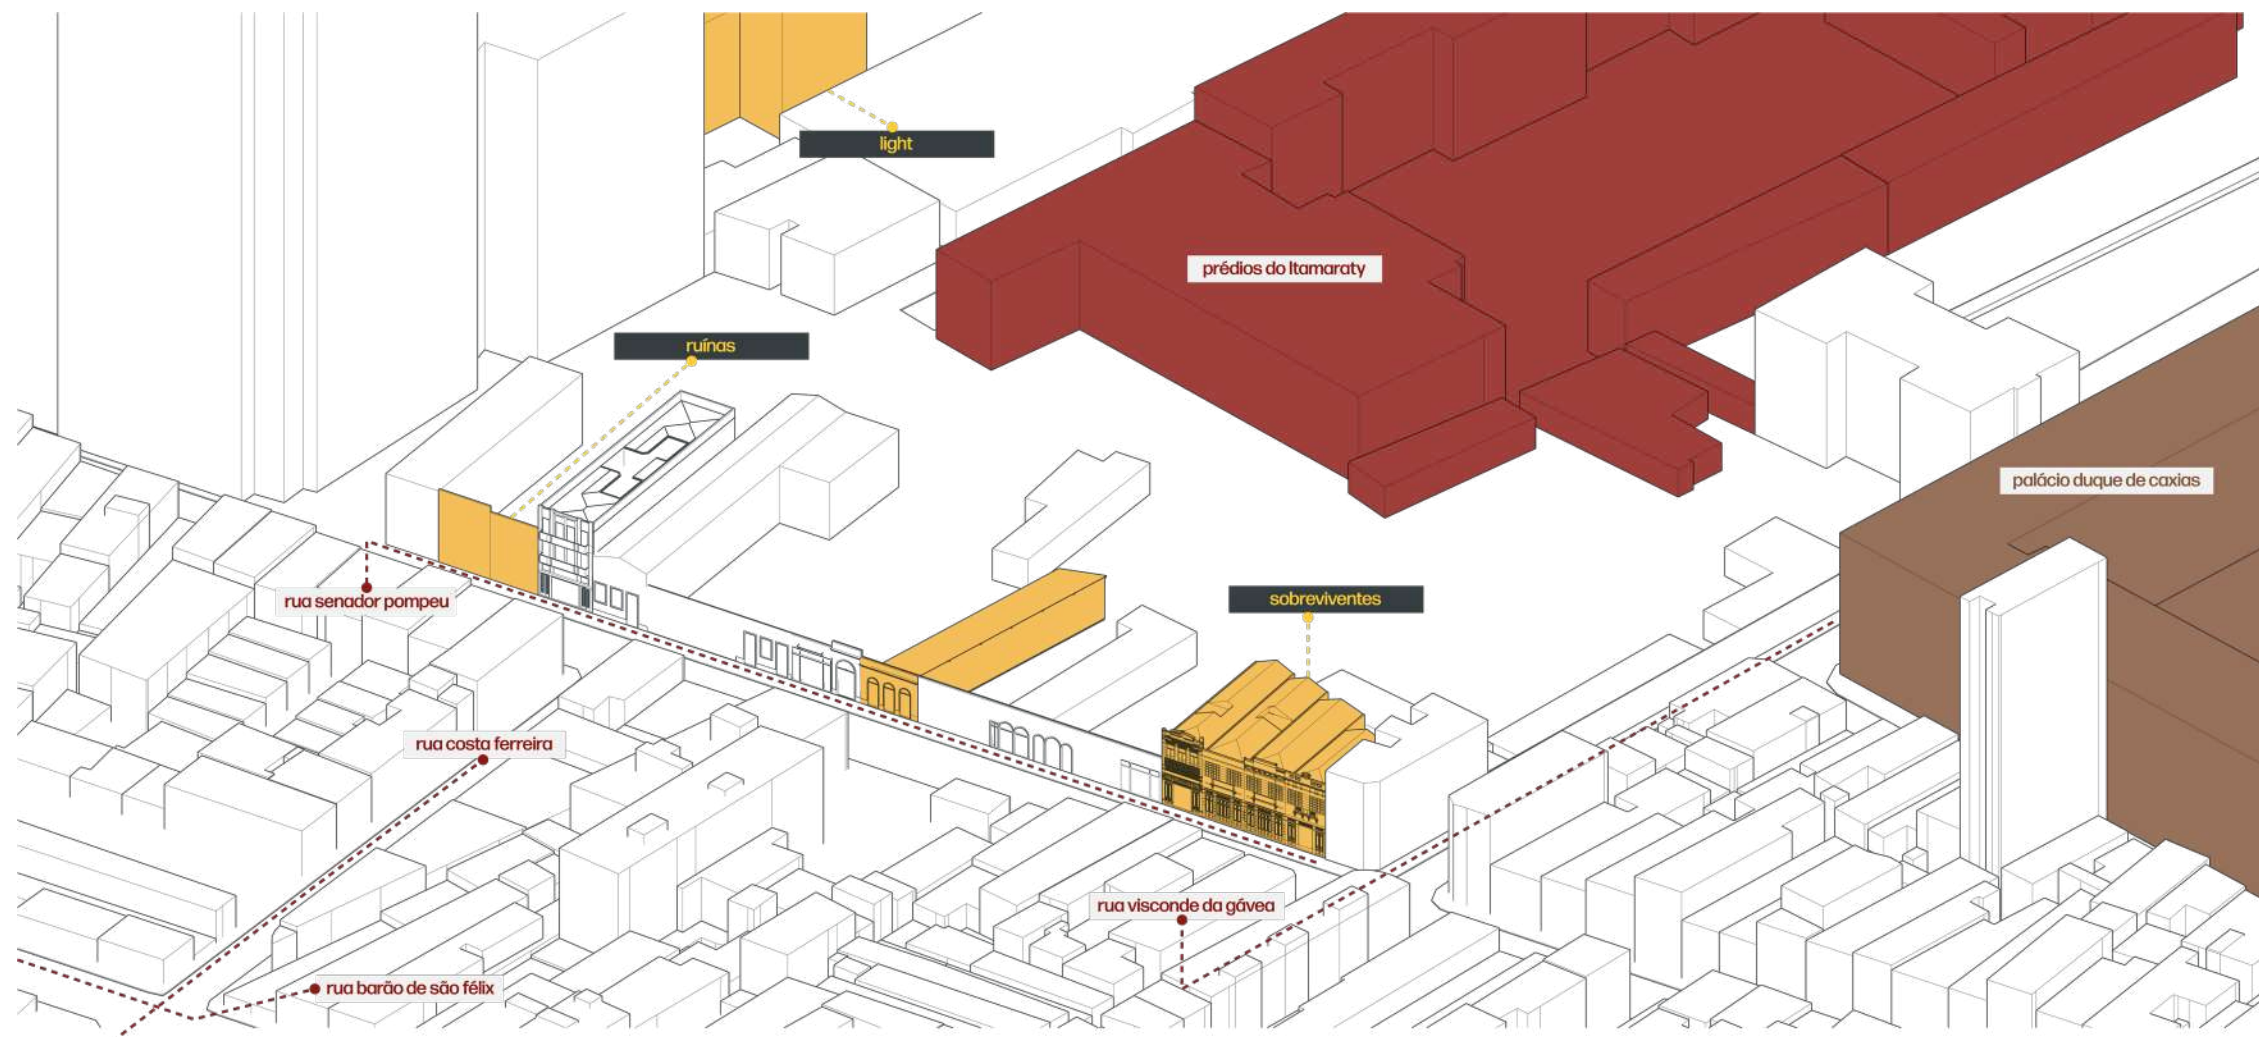 light
prédios do Itamaraty
ruínas
palácio duque de caxias
sobreviventes
rua senador pompeu
rua costa ferreira
rua visconde da gávea
rua barão de são félix